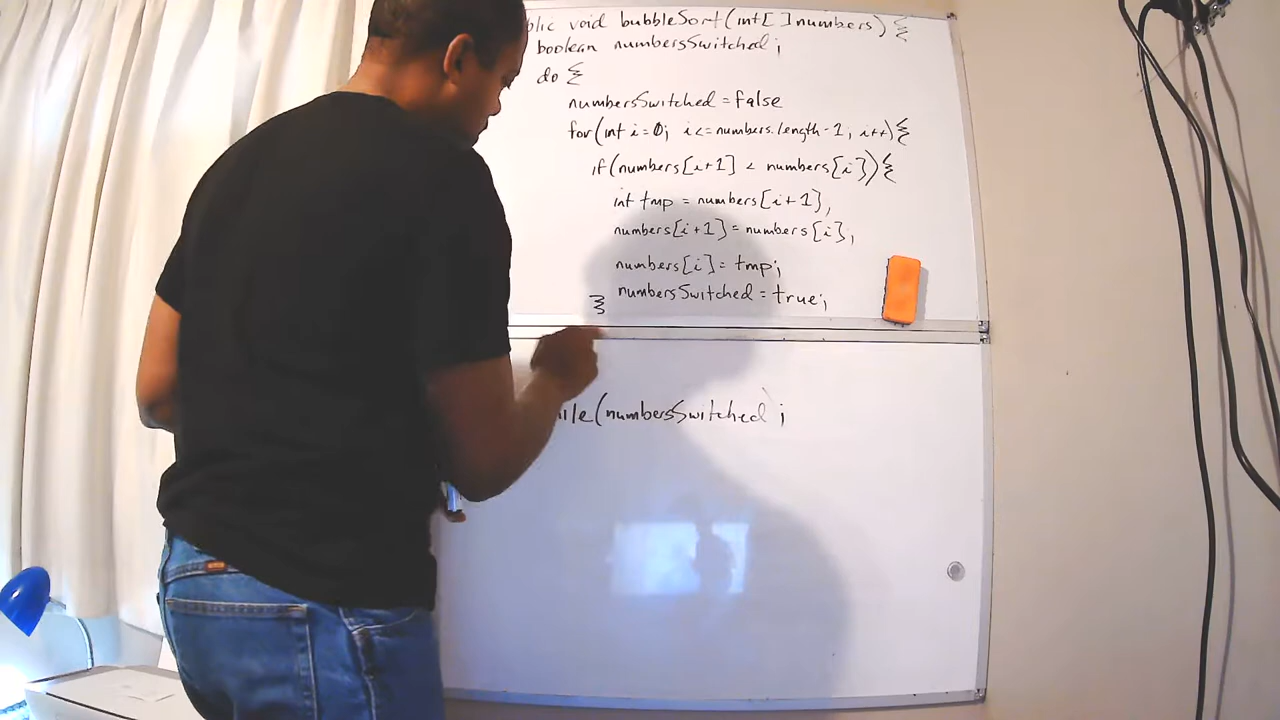 blic void bubbleSort(int[]numbers){
boolean numbersSwitched;
do {
numbersSwitched = false
for(int i=0; i<=numbers.length-1; i++){
if(numbers[i+1] < numbers[i]){
int tmp = numbers[i+1];
numbers[i+1]=numbers[i];
numbers[i]=tmp;
numbersSwitched = true;
}
ile(numbersSwitched ;